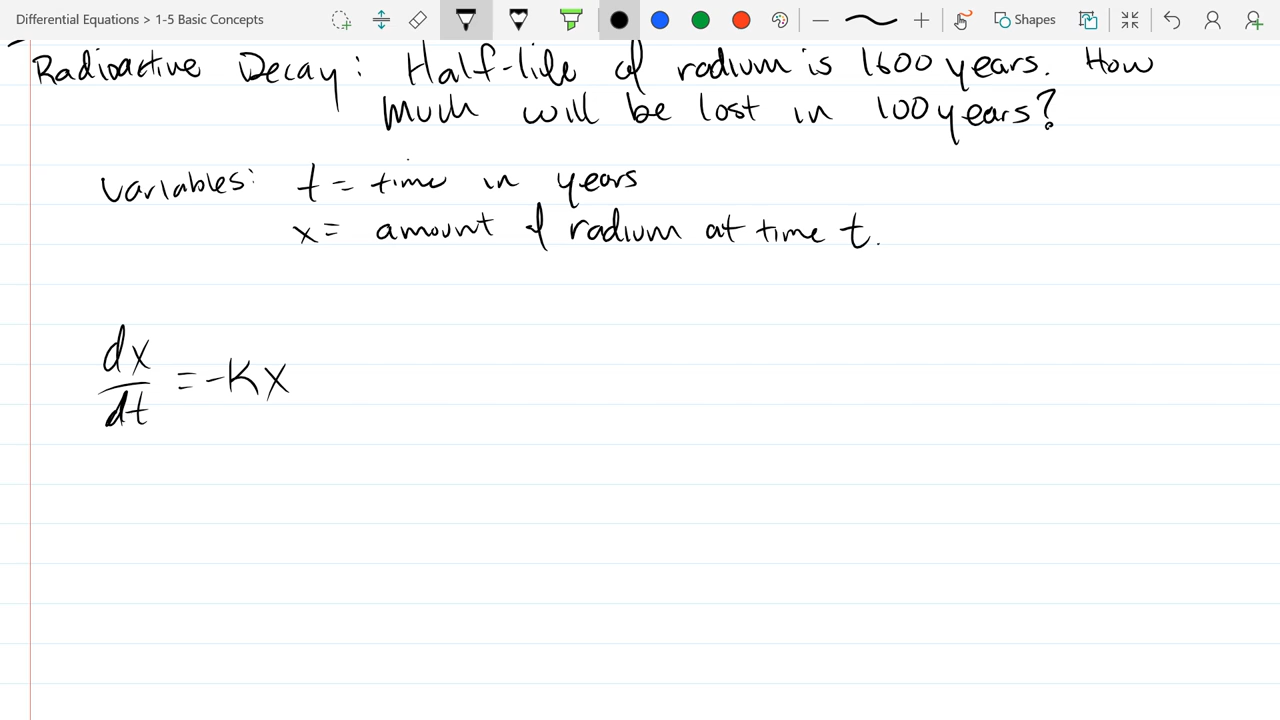 Differential Equations > 1-5 Basic Concepts
Shapes
Radioactive Decay: Half-life of radium is 1600 years. How
much will be lost in 100 years?
Variables: t = time in years
x = amount of radium at time t.
dx/dt = -Kx